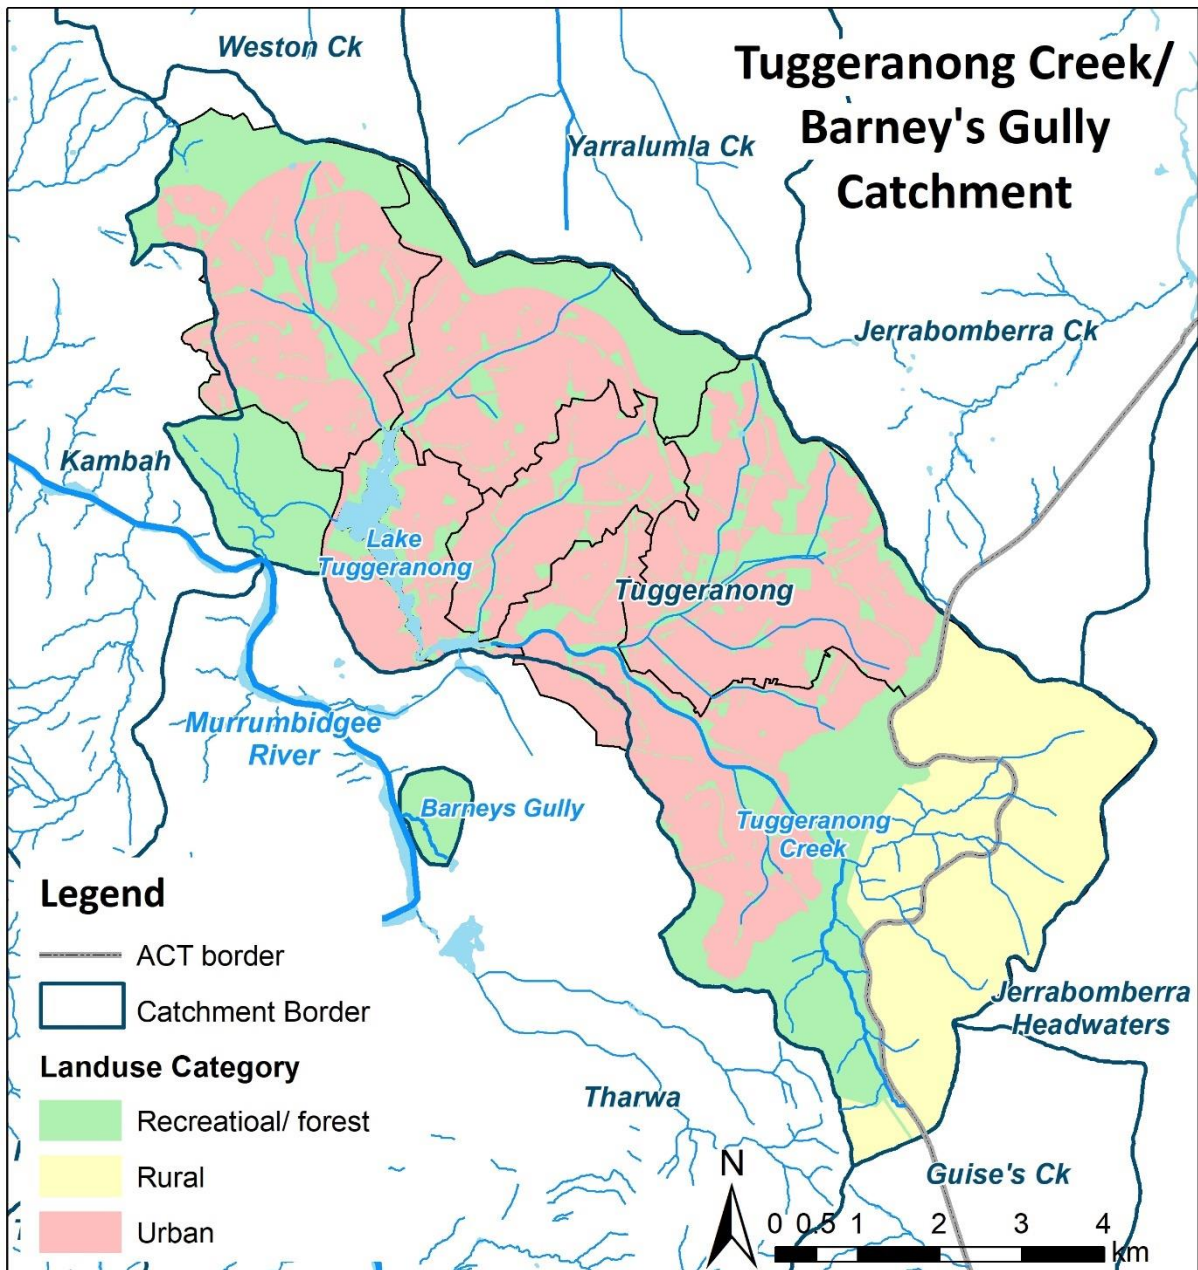 Tuggeranong Creek/
Barney's Gully
Catchment
Weston Ck
Yarralumla Ck
Jerrabomberra Ck
Kambah
Lake
Tuggeranong
Tuggeranong
Murrumbidgee
River
Barneys Gully
Tuggeranong
Creek
Jerrabomberra
Headwaters
Tharwa
Guise's Ck
Legend
ACT border
Catchment Border
Landuse Category
Recreatioal/ forest
Rural
Urban
N
0 0.5 1 2 3 4
km